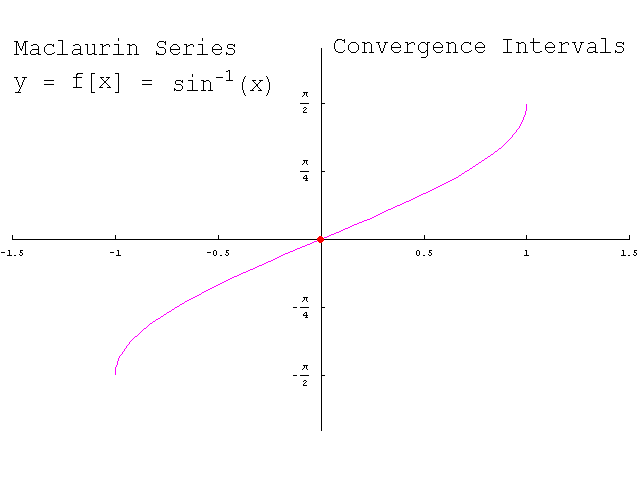 Maclaurin Series
Convergence Intervals
y = f[x] = sin⁻¹(x)
π/2
π/4
-1.5 -1 -0.5 0.5 1 1.5
-π/4
-π/2